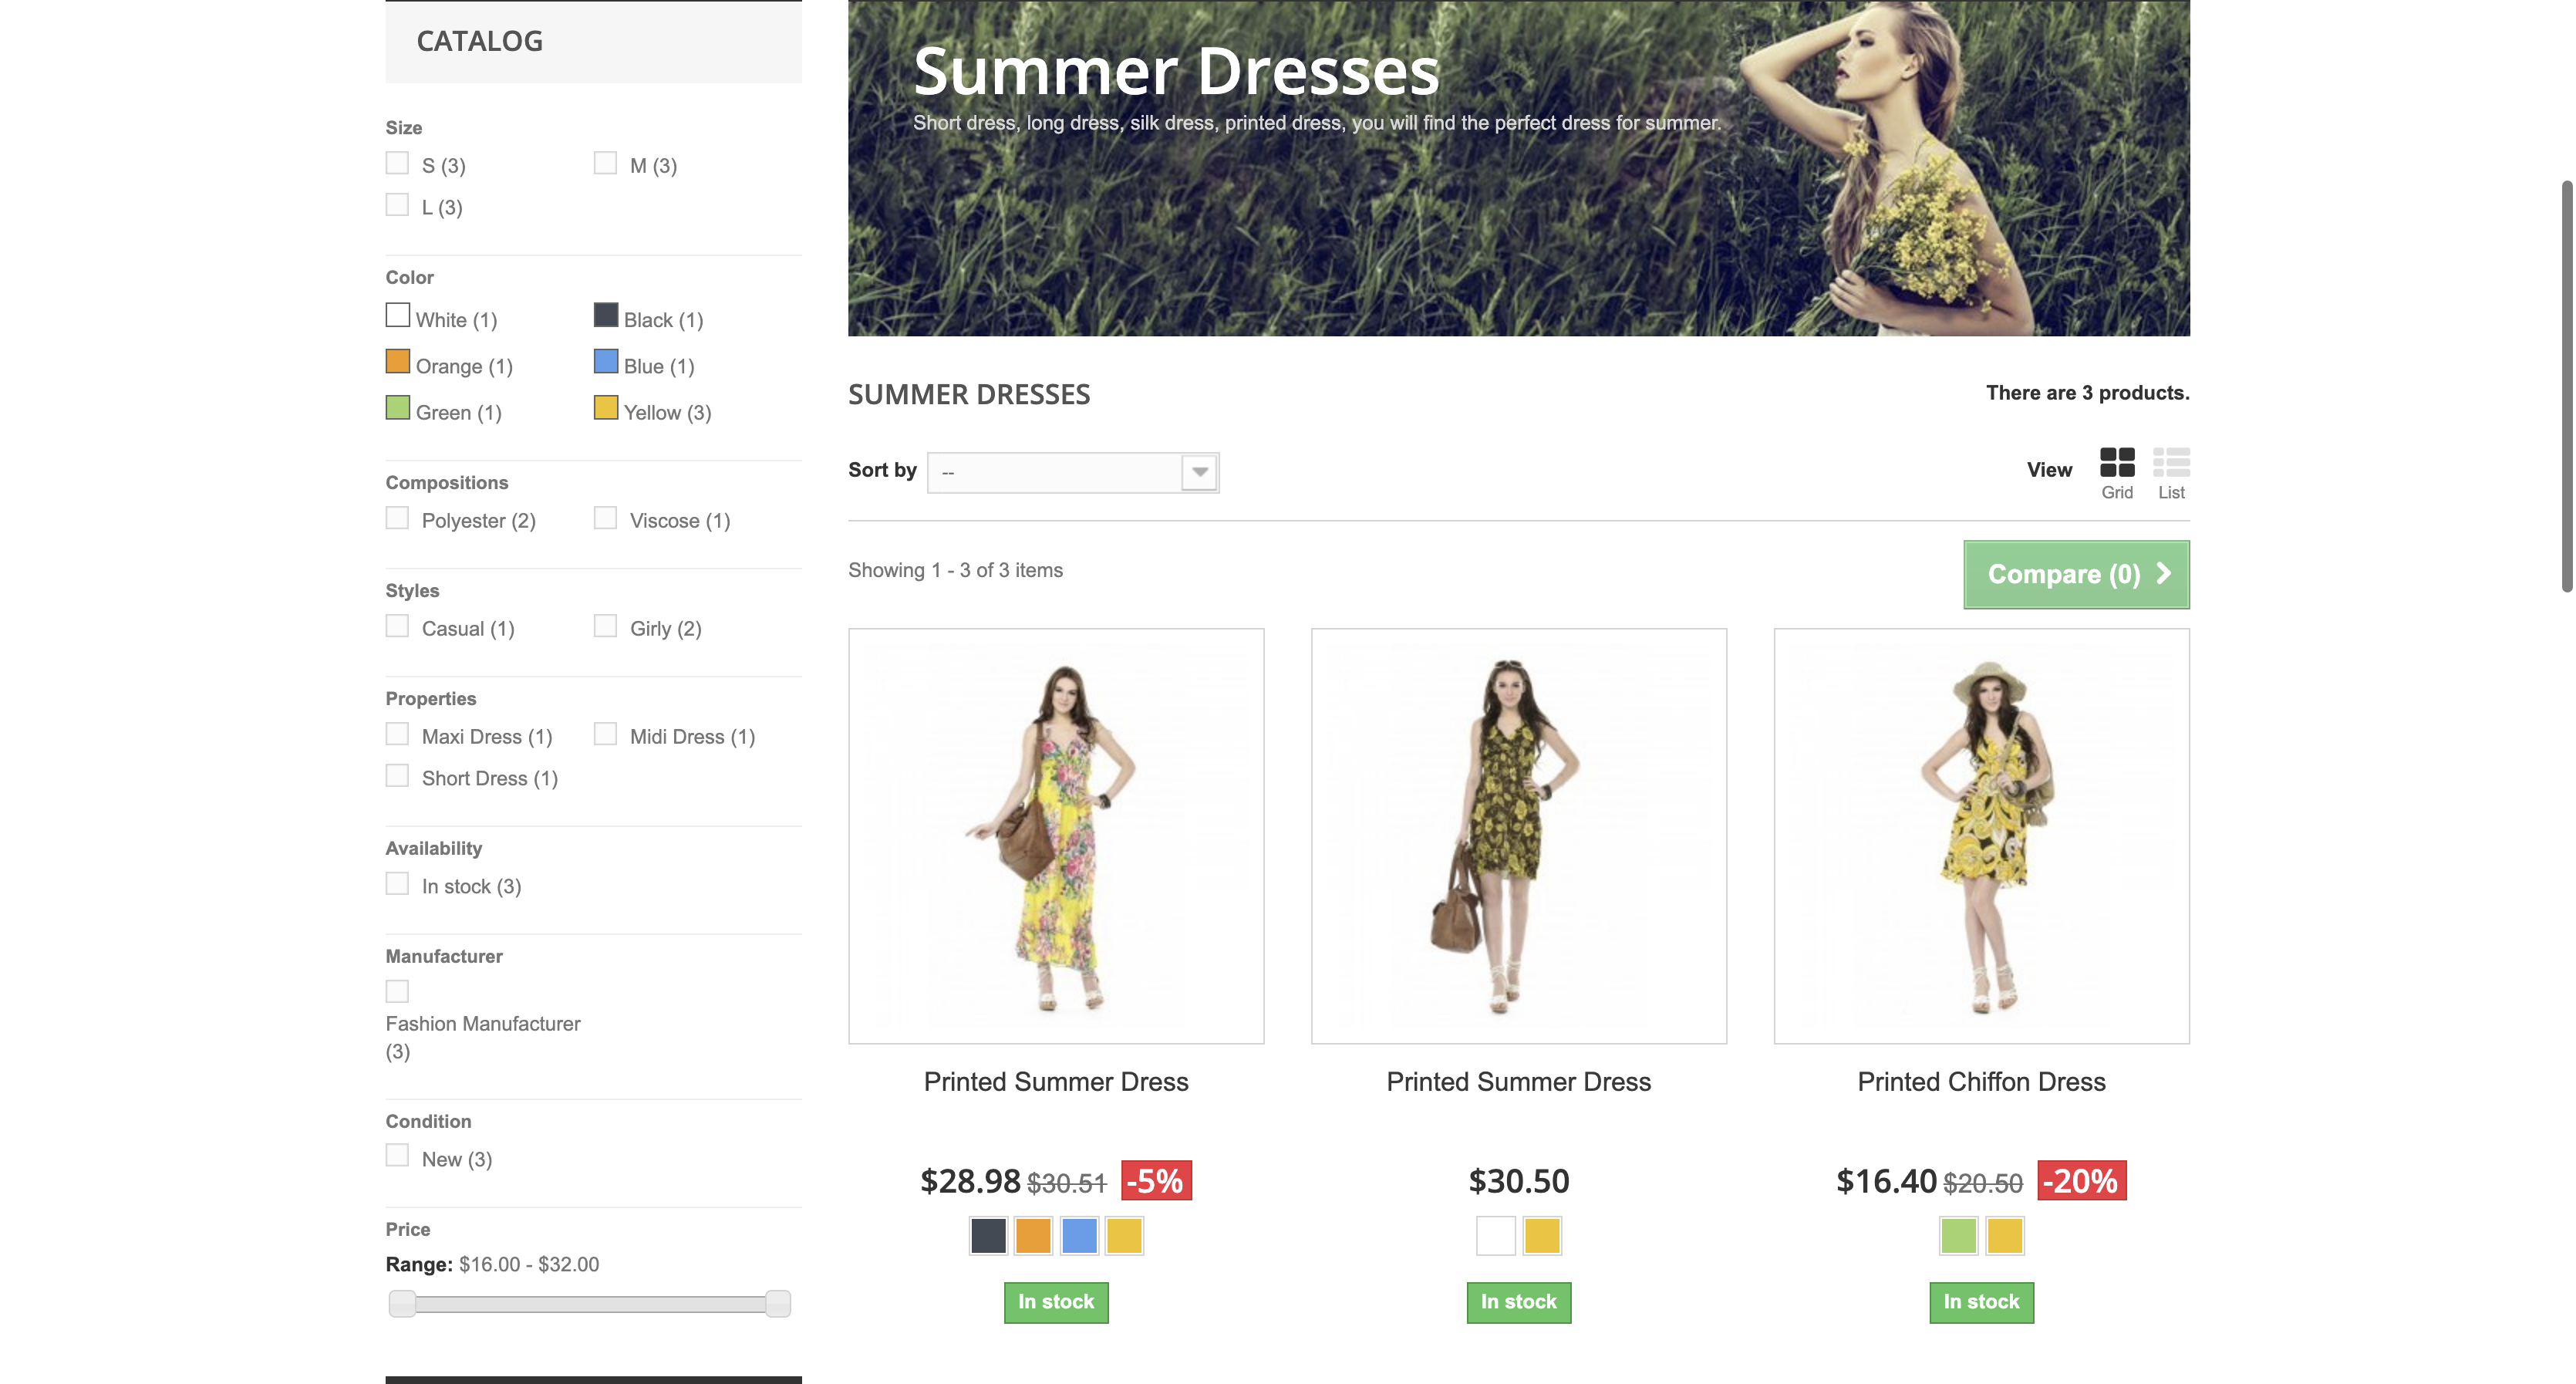 CATALOG
Size
S (3)
M (3)
L (3)
Color
White (1)
Black (1)
Orange (1)
Blue (1)
Green (1)
Yellow (3)
Compositions
Polyester (2)
Viscose (1)
Styles
Casual (1)
Girly (2)
Properties
Maxi Dress (1)
Midi Dress (1)
Short Dress (1)
Availability
In stock (3)
Manufacturer
Fashion Manufacturer
(3)
Condition
New (3)
Price
Range: $16.00 - $32.00
Summer Dresses
Short dress, long dress, silk dress, printed dress, you will find the perfect dress for summer.
SUMMER DRESSES
There are 3 products.
Sort by
--
View
Grid
List
Showing 1 - 3 of 3 items
Compare (0)
Printed Summer Dress
$28.98 $30.51 -5%
In stock
Printed Summer Dress
$30.50
In stock
Printed Chiffon Dress
$16.40 $20.50 -20%
In stock